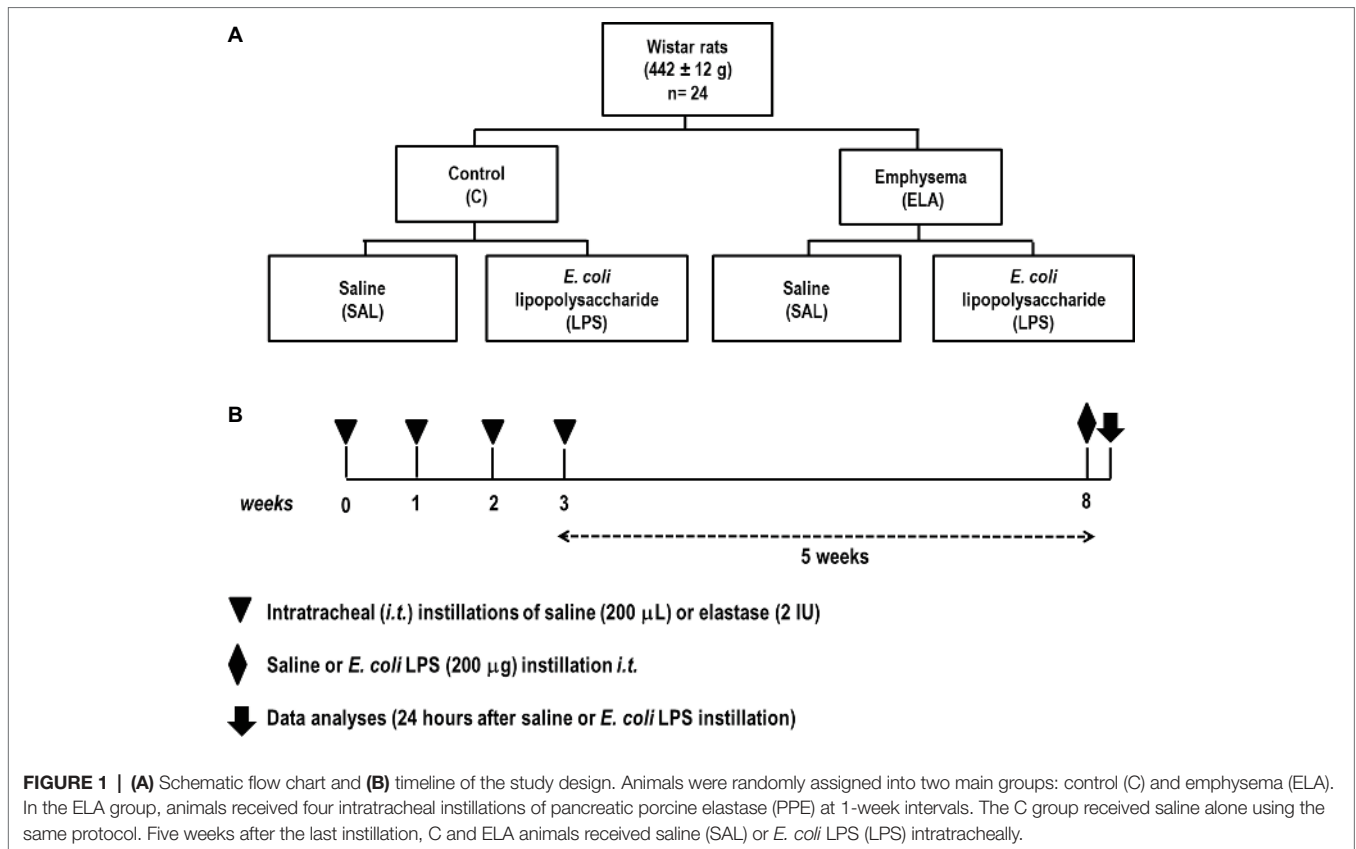 A
Wistar rats
(442 ± 12 g)
n= 24
Control
(C)
Emphysema
(ELA)
Saline
(SAL)
E. coli
lipopolysaccharide
(LPS)
Saline
(SAL)
E. coli
lipopolysaccharide
(LPS)
B
weeks 0 1 2 3 8
5 weeks
Intratracheal (i.t.) instillations of saline (200 μL) or elastase (2 IU)
Saline or E. coli LPS (200 μg) instillation i.t.
Data analyses (24 hours after saline or E. coli LPS instillation)
FIGURE 1 | (A) Schematic flow chart and (B) timeline of the study design. Animals were randomly assigned into two main groups: control (C) and emphysema (ELA).
In the ELA group, animals received four intratracheal instillations of pancreatic porcine elastase (PPE) at 1-week intervals. The C group received saline alone using the
same protocol. Five weeks after the last instillation, C and ELA animals received saline (SAL) or E. coli LPS (LPS) intratracheally.